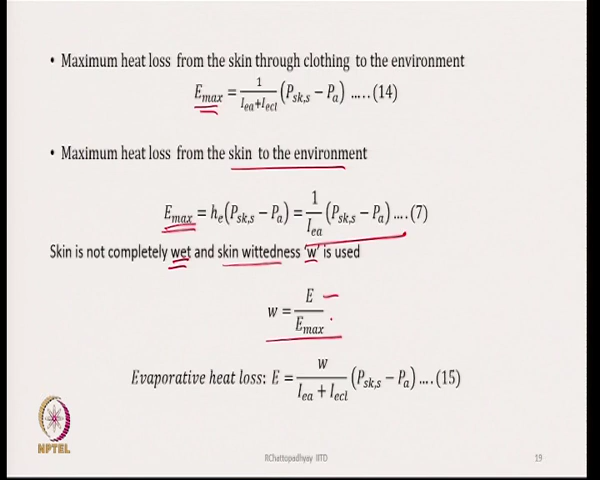 • Maximum heat loss from the skin through clothing to the environment
E_max = 1/(I_ea+I_ecl) (P_sk,s − P_a) .....(14)
• Maximum heat loss from the skin to the environment
E_max = h_e(P_sk,s − P_a) = 1/I_ea (P_sk,s − P_a) ....(7)
Skin is not completely wet and skin wittedness 'w' is used
w = E/E_max
Evaporative heat loss: E = w/(I_ea + I_ecl) (P_sk,s − P_a) ....(15)
NPTEL
RChattopadhyay IITD
19